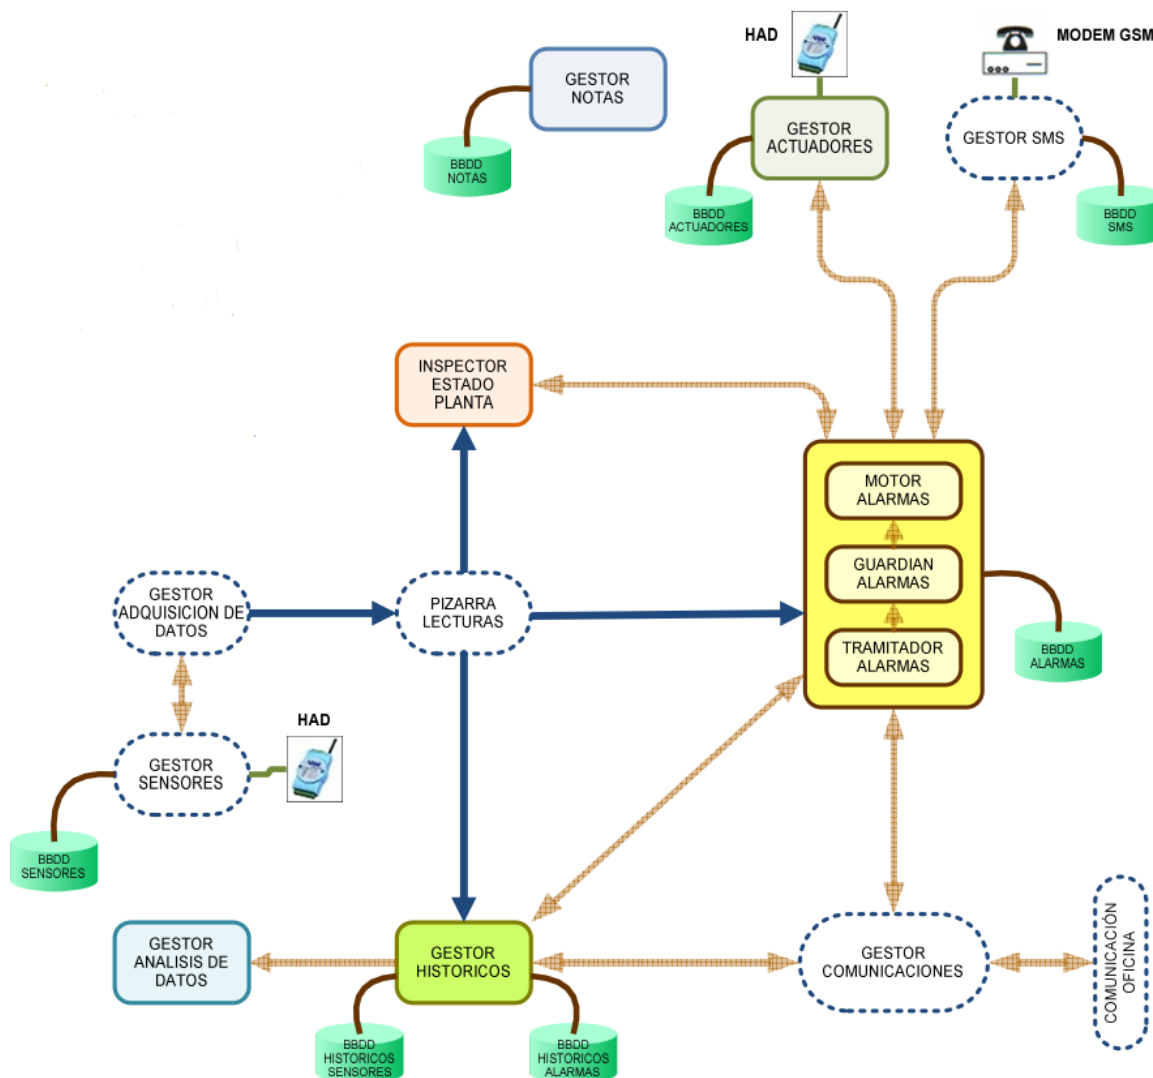 HAD
MODEM GSM
GESTOR
NOTAS
GESTOR
ACTUADORES
GESTOR SMS
BBDD
NOTAS
BBDD
ACTUADORES
BBDD
SMS
INSPECTOR
ESTADO
PLANTA
MOTOR
ALARMAS
GUARDIAN
ALARMAS
TRAMITADOR
ALARMAS
GESTOR
ADQUISICION DE
DATOS
PIZARRA
LECTURAS
BBDD
ALARMAS
HAD
GESTOR
SENSORES
BBDD
SENSORES
GESTOR
ANALISIS DE
DATOS
GESTOR
HISTORICOS
GESTOR
COMUNICACIONES
COMUNICACIÓN
OFICINA
BBDD
HISTORICOS
SENSORES
BBDD
HISTORICOS
ALARMAS